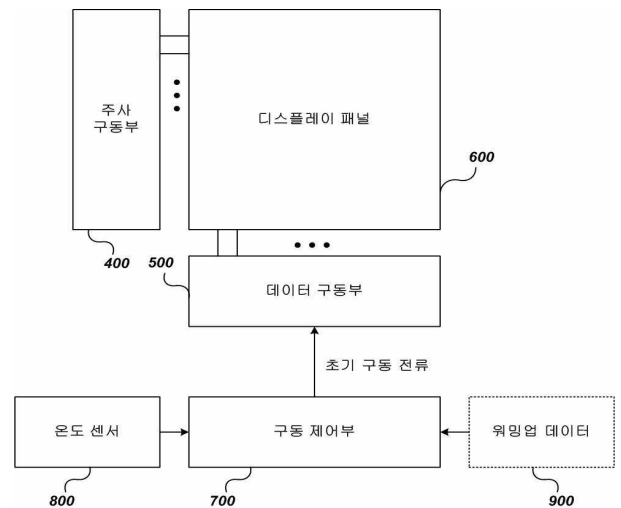 주사
구동부
디스플레이 패널
600
400
500
데이터 구동부
초기 구동 전류
온도 센서
구동 제어부
워밍업 데이터
800
700
900